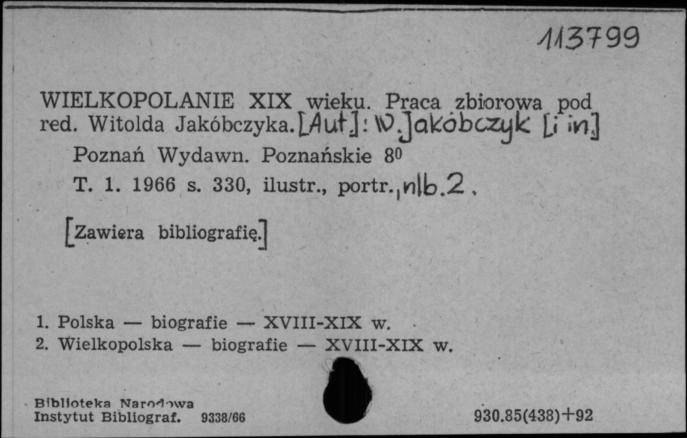 113799
WIELKOPOLANIE XIX wieku. Praca zbiorowa pod
red. Witolda Jakóbczyka. [Aut.]: W. Jakóbczyk [i in.]
Poznań Wydawn. Poznańskie 8⁰
T. 1. 1966 s. 330, ilustr., portr., nlb. 2.
[Zawiera bibliografię.]
1. Polska — biografie — XVIII-XIX w.
2. Wielkopolska — biografie — XVIII-XIX w.
Biblioteka Narodowa
Instytut Bibliograf. 9338/66 930.85(438)+92